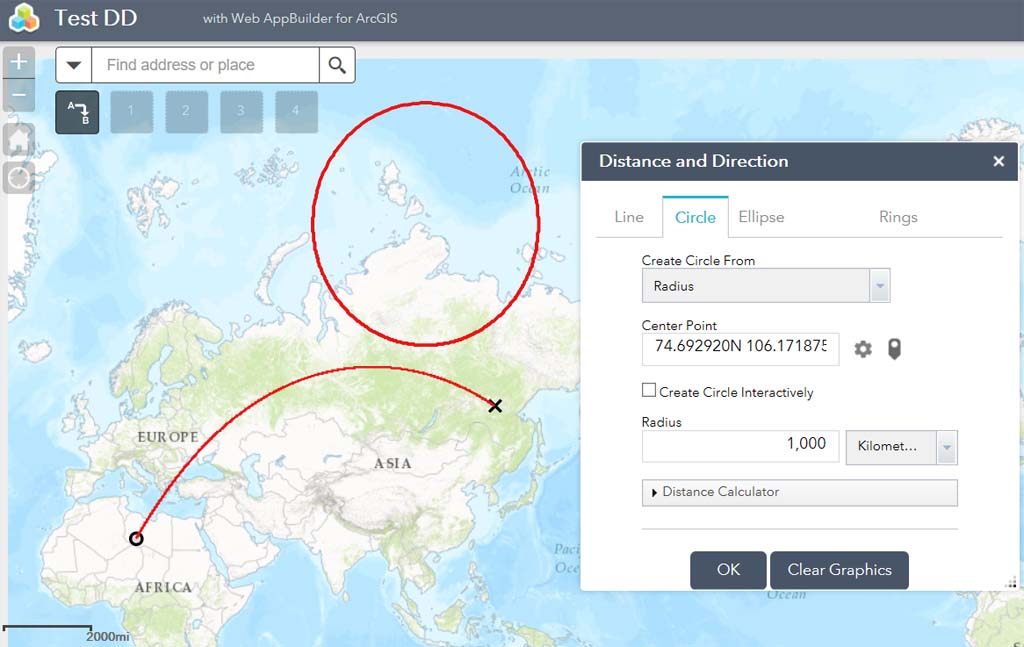 Test DD
with Web AppBuilder for ArcGIS
+
Find address or place
−
A B
1
2
3
4
Arctic
Ocean
EUROPE
ASIA
AFRICA
Ocean
2000mi
Distance and Direction
×
Line
Circle
Ellipse
Rings
Create Circle From
Radius
Center Point
74.692920N 106.171875
Create Circle Interactively
Radius
1,000
Kilomet...
Distance Calculator
OK
Clear Graphics